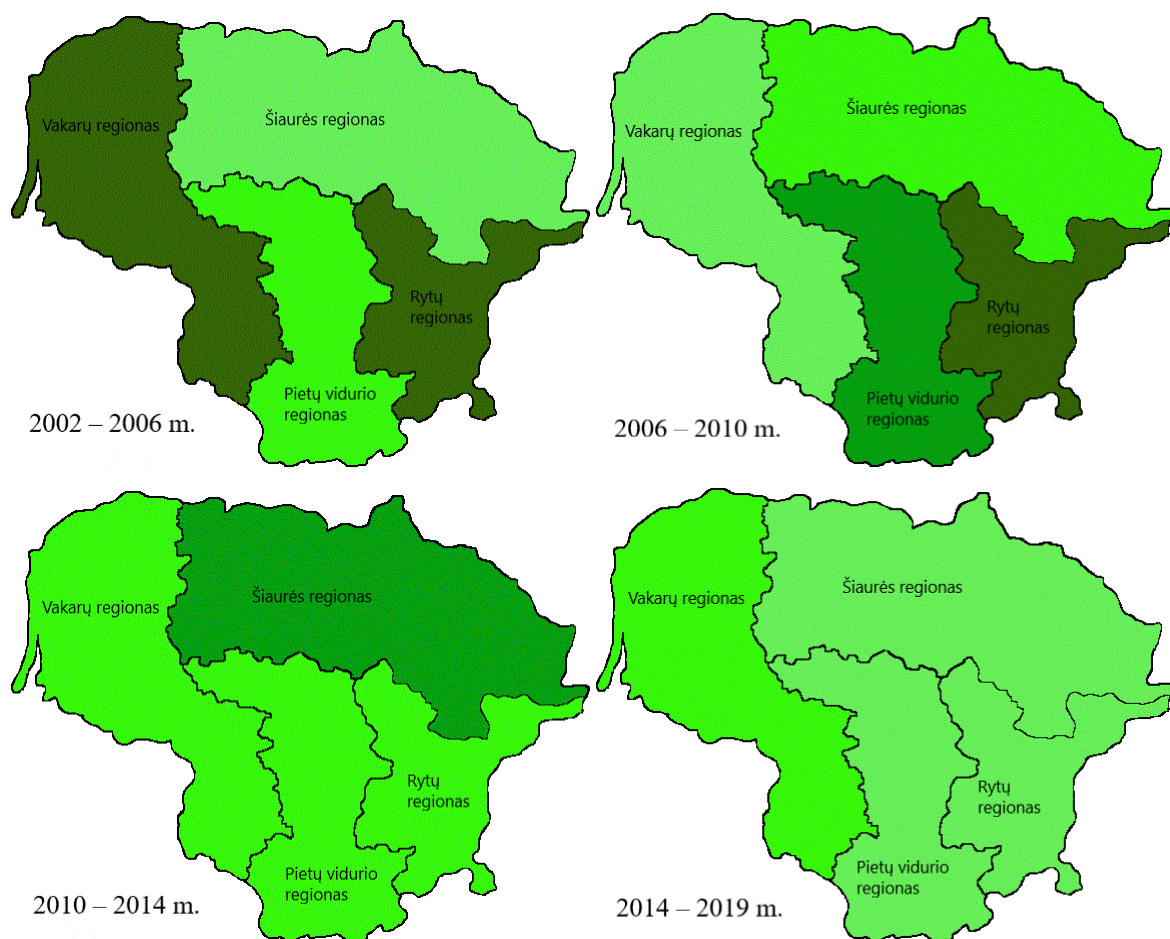 Vakarų regionas
Šiaurės regionas
Rytų
regionas
Pietų vidurio
regionas
2002 – 2006 m.
Vakarų regionas
Šiaurės regionas
Rytų
regionas
Pietų vidurio
regionas
2006 – 2010 m.
Vakarų regionas
Šiaurės regionas
Rytų
regionas
Pietų vidurio
regionas
2010 – 2014 m.
Vakarų regionas
Šiaurės regionas
Rytų
regionas
Pietų vidurio
regionas
2014 – 2019 m.